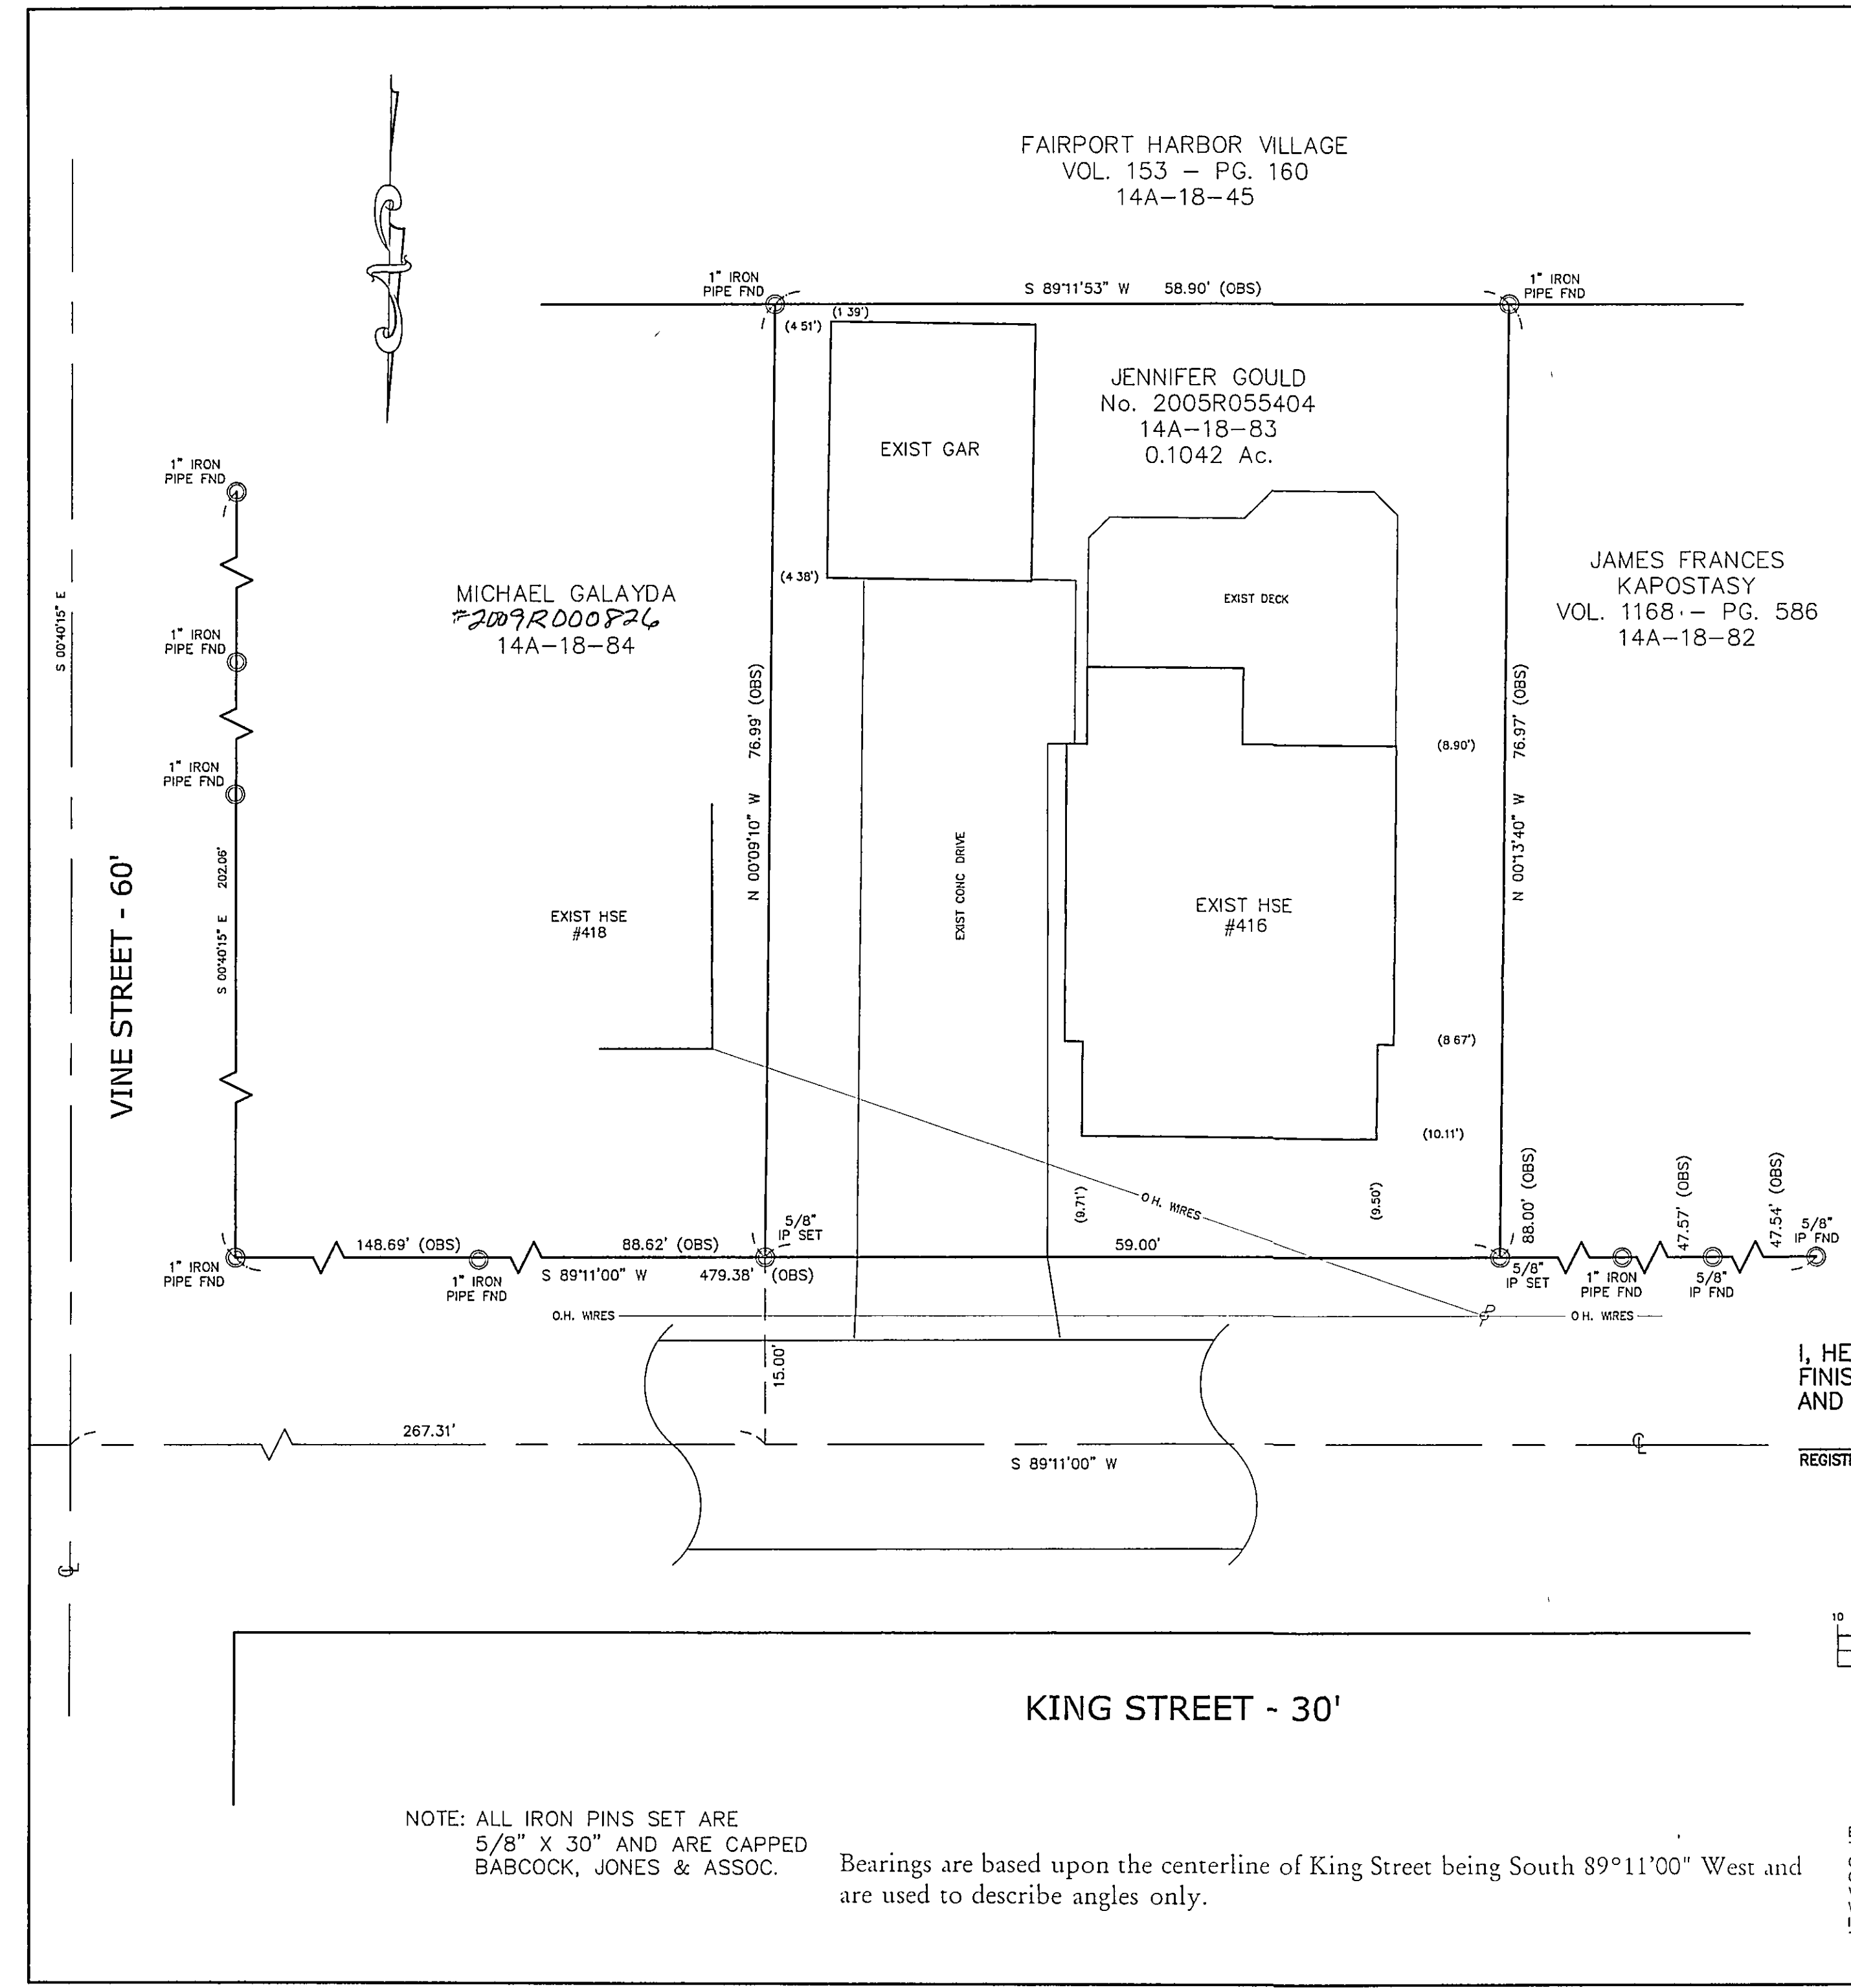 FAIRPORT HARBOR VILLAGE
VOL. 153 – PG. 160
14A–18–45
1" IRON
PIPE FND
S 89°11'53" W 58.90' (OBS)
1" IRON
PIPE FND
(4 51')
(1 39')
JENNIFER GOULD
No. 2005R055404
14A–18–83
0.1042 Ac.
EXIST GAR
1" IRON
PIPE FND
(4 38')
MICHAEL GALAYDA
#2009R000826
14A–18–84
EXIST DECK
JAMES FRANCES
KAPOSTASY
VOL. 1168 – PG. 586
14A–18–82
S 00°40'15" E
1" IRON
PIPE FND
1" IRON
PIPE FND
N 00°09'10" W 76.99' (OBS)
N 00°13'40" W 76.97' (OBS)
(8.90')
VINE STREET - 60'
S 00°40'15" E 202.06'
EXIST HSE
#418
EXIST CONC DRIVE
EXIST HSE
#416
(8 67')
(10.11')
(9.71')
O H. WIRES
(9.50')
88.00' (OBS)
47.57' (OBS)
47.54' (OBS)
5/8"
IP FND
1" IRON
PIPE FND
148.69' (OBS)
1" IRON
PIPE FND
88.62' (OBS)
5/8"
IP SET
S 89°11'00" W 479.38' (OBS)
59.00'
5/8"
IP SET
1" IRON
PIPE FND
5/8"
IP FND
O.H. WIRES
O H. WIRES
15.00'
I, HE
FINIS
AND
267.31'
S 89°11'00" W
REGIST
10
KING STREET - 30'
NOTE: ALL IRON PINS SET ARE
5/8" X 30" AND ARE CAPPED
BABCOCK, JONES & ASSOC.
Bearings are based upon the centerline of King Street being South 89°11'00" West and
are used to describe angles only.